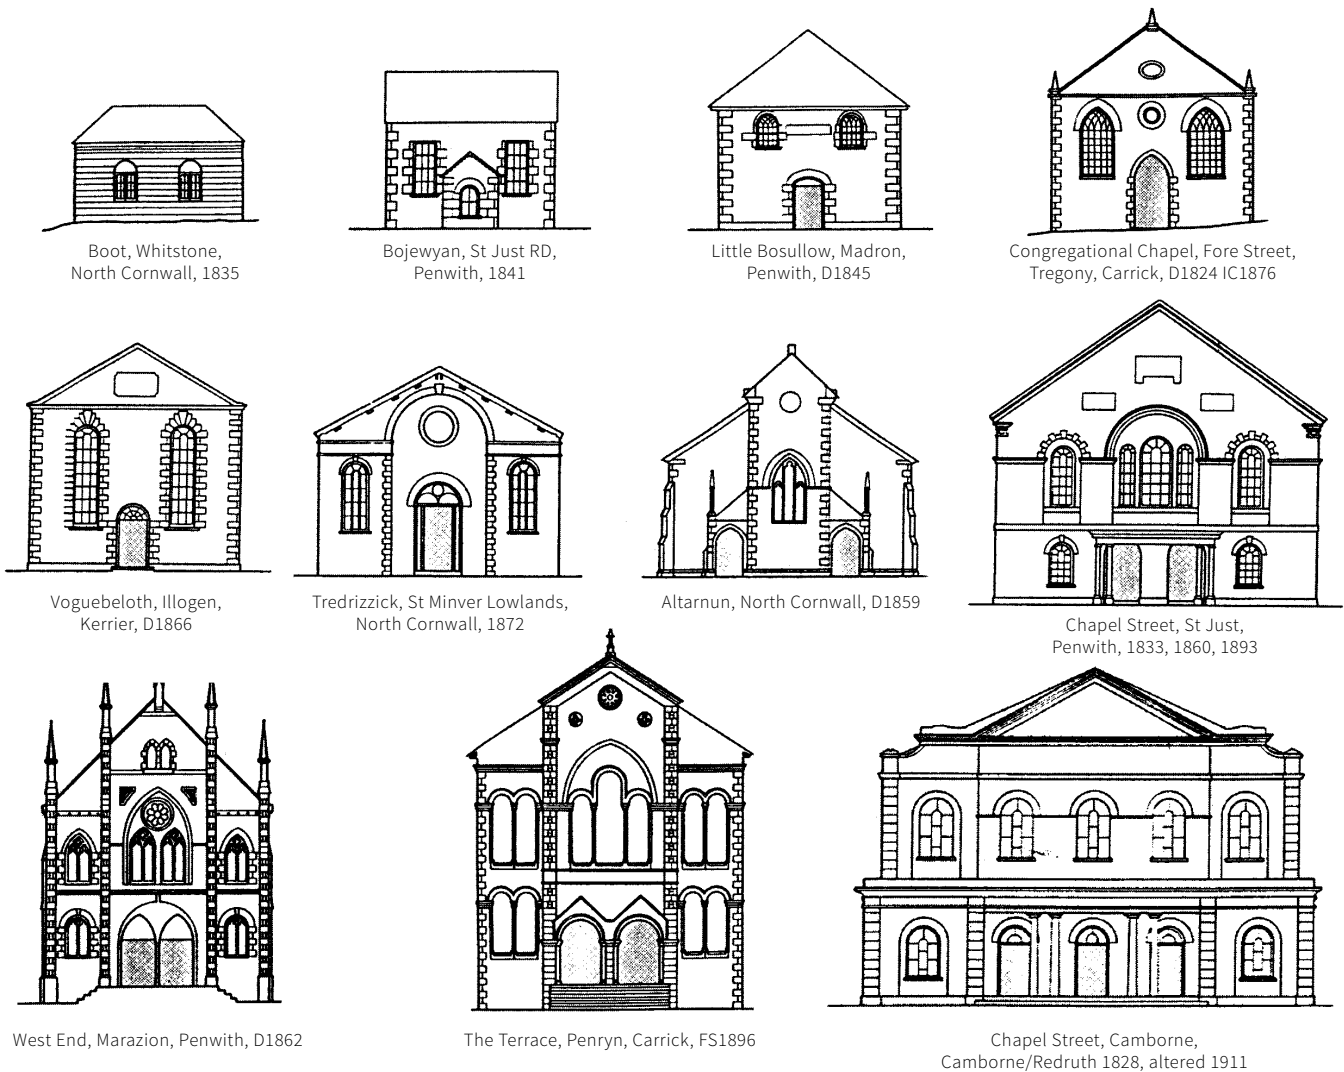 Boot, Whitstone,
North Cornwall, 1835
Bojewyan, St Just RD,
Penwith, 1841
Little Bosullow, Madron,
Penwith, D1845
Congregational Chapel, Fore Street,
Tregony, Carrick, D1824 IC1876
Voguebeloth, Illogen,
Kerrier, D1866
Tredrizzick, St Minver Lowlands,
North Cornwall, 1872
Altarnun, North Cornwall, D1859
Chapel Street, St Just,
Penwith, 1833, 1860, 1893
West End, Marazion, Penwith, D1862
The Terrace, Penryn, Carrick, FS1896
Chapel Street, Camborne,
Camborne/Redruth 1828, altered 1911